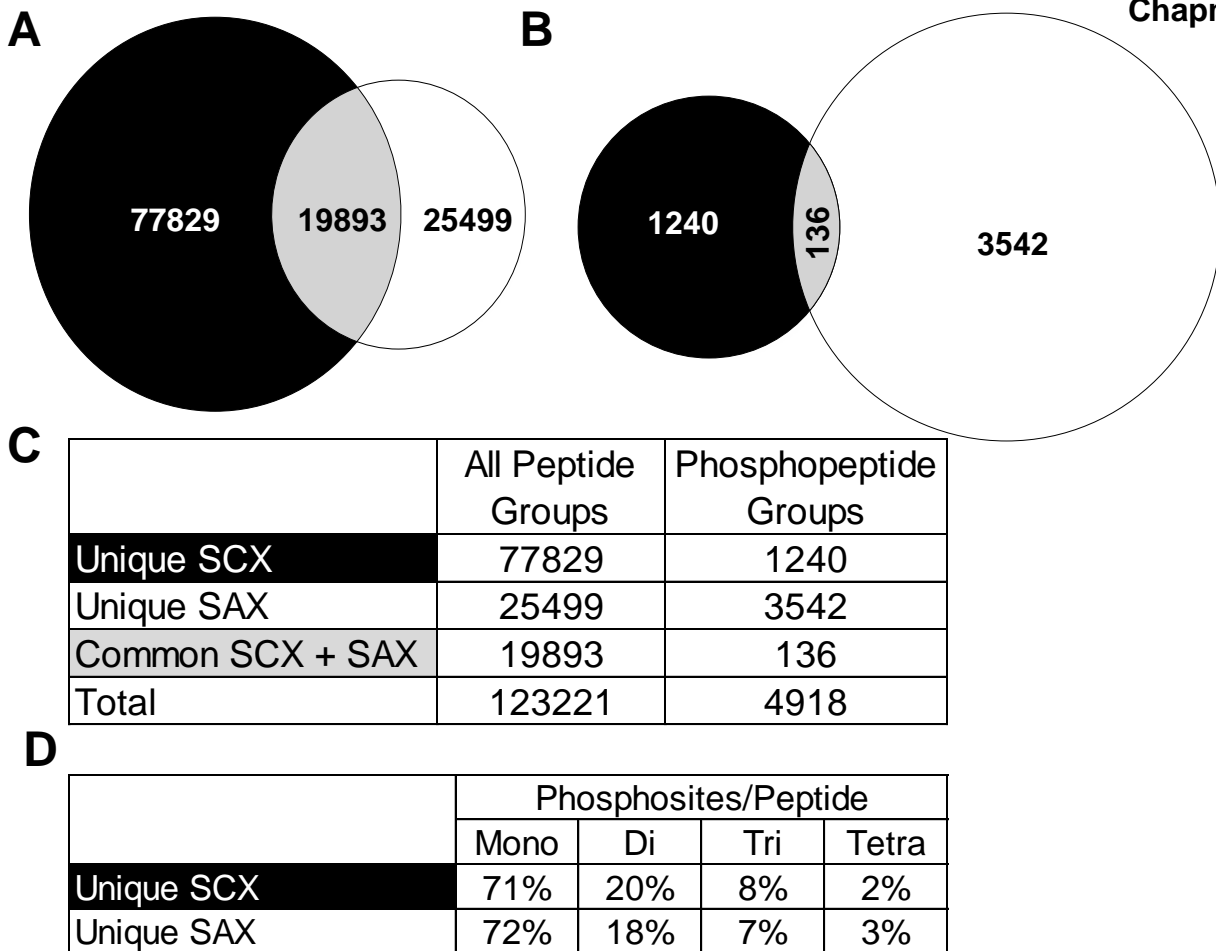 A
B
77829
19893
25499
1240
136
3542
C
All Peptide Groups
Phosphopeptide Groups
Unique SCX
77829
1240
Unique SAX
25499
3542
Common SCX + SAX
19893
136
Total
123221
4918
D
Phosphosites/Peptide
Mono
Di
Tri
Tetra
Unique SCX
71%
20%
8%
2%
Unique SAX
72%
18%
7%
3%